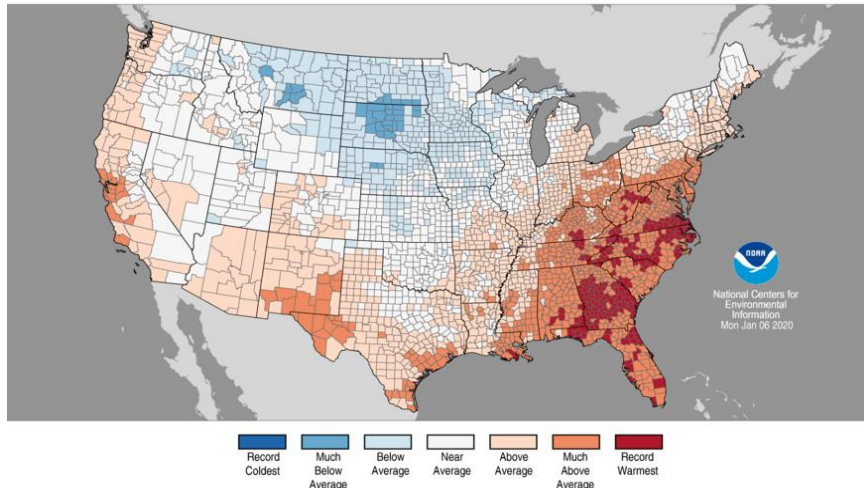 NOAA
National Centers for
Environmental
Information
Mon Jan 06 2020
Record
Coldest
Much
Below
Average
Below
Average
Near
Average
Above
Average
Much
Above
Average
Record
Warmest